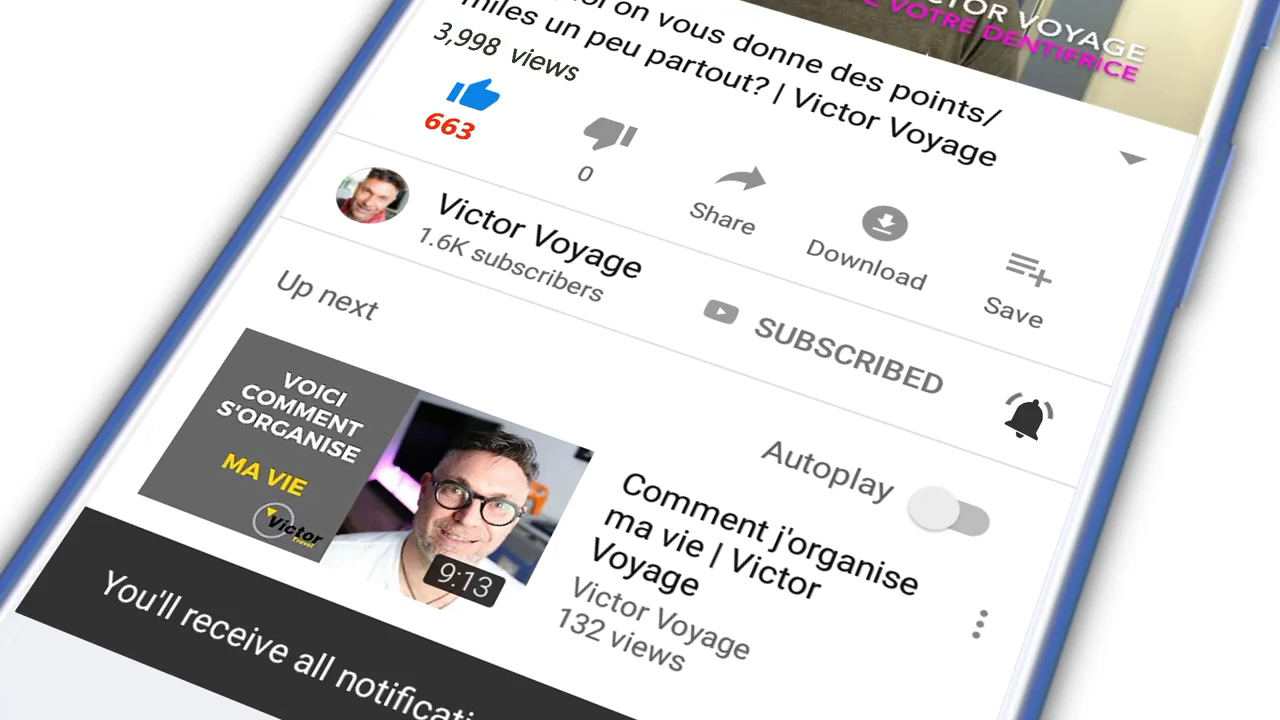 CTOR VOYAGE
VOTRE DENTIFRICE
on vous donne des points/
miles un peu partout? | Victor Voyage
3,998 views
663
0
Share
Download
Save
Victor Voyage
1.6K subscribers
SUBSCRIBED
Up next
Autoplay
VOICI
COMMENT
S'ORGANISE
MA VIE
Victor
Travel
9:13
Comment j'organise
ma vie | Victor
Voyage
Victor Voyage
132 views
You'll receive all notificati